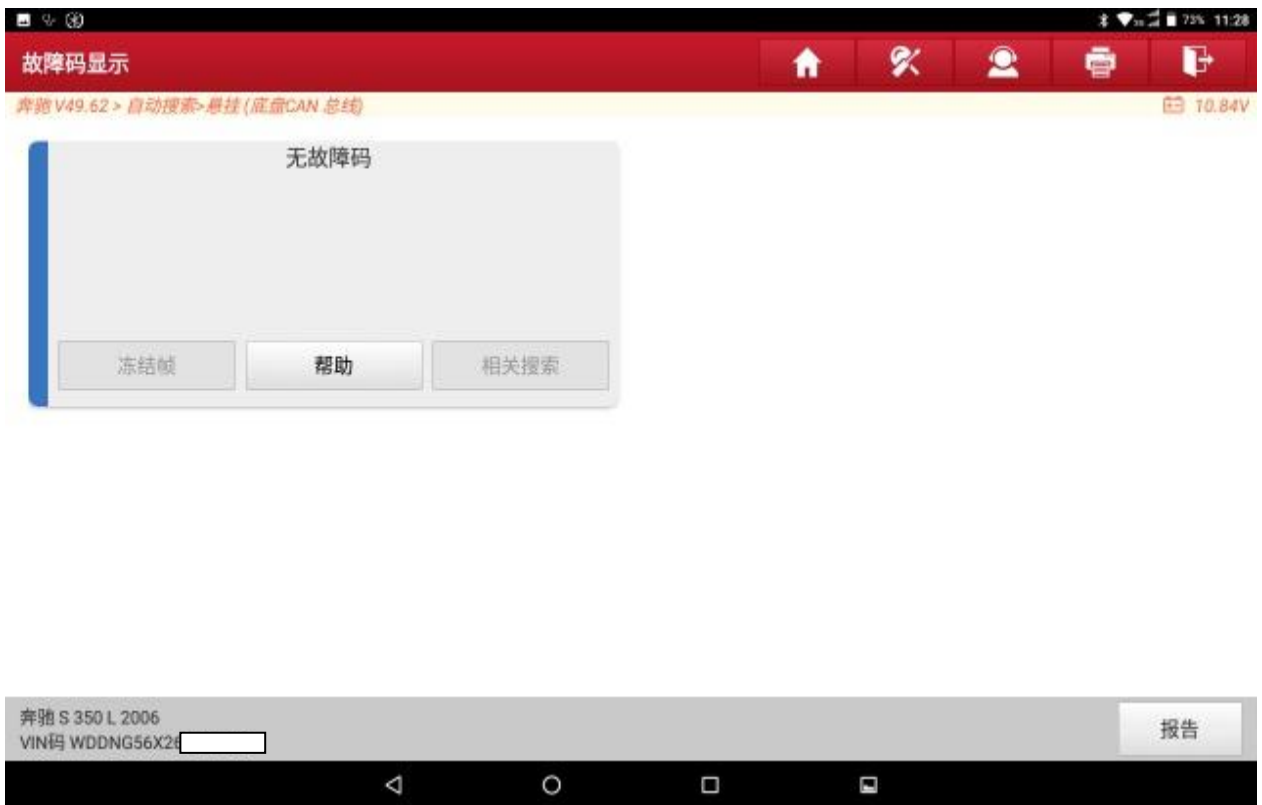 73% 11:28
故障码显示
奔驰 V49.62 > 自动搜索>悬挂 (底盘CAN 总线)
10.84V
无故障码
冻结帧
帮助
相关搜索
奔驰 S 350 L 2006
VIN码 WDDNG56X26
报告